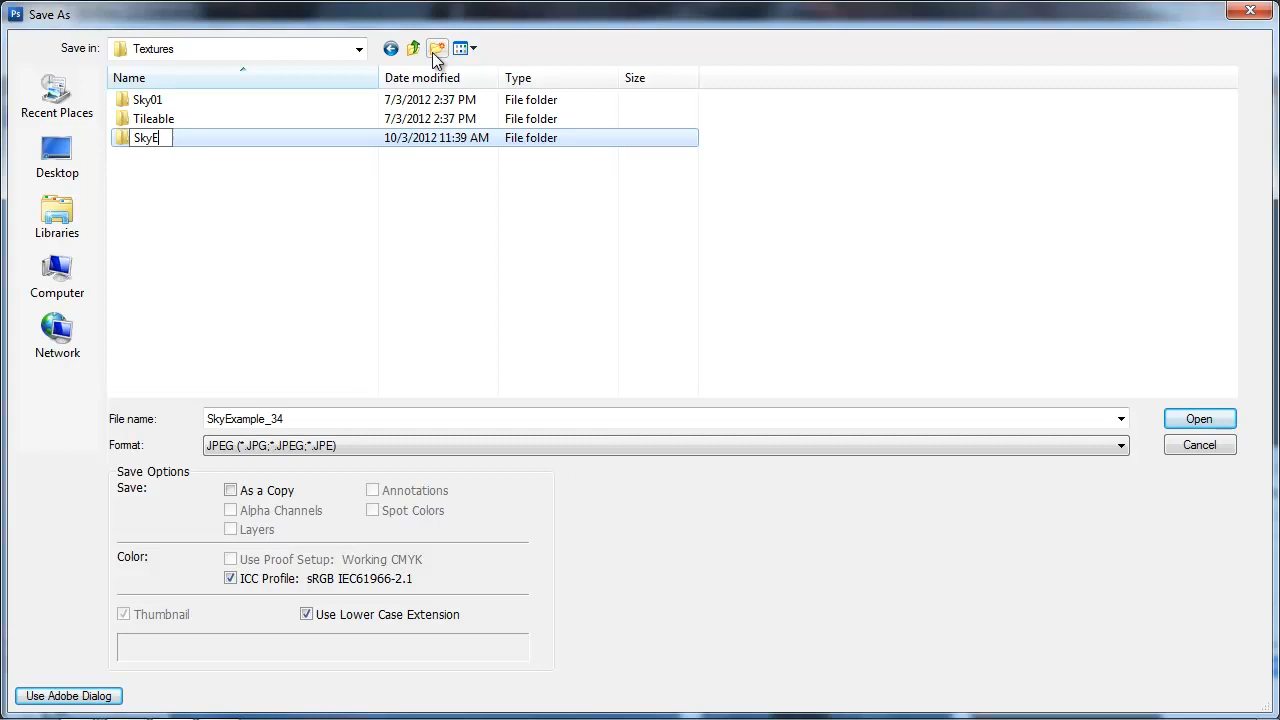 Ps Save As
Save in: Textures
Name Date modified Type Size
Sky01 7/3/2012 2:37 PM File folder
Tileable 7/3/2012 2:37 PM File folder
SkyE 10/3/2012 11:39 AM File folder
Recent Places
Desktop
Libraries
Computer
Network
File name: SkyExample_34 Open
Format: JPEG (*.JPG;*.JPEG;*.JPE) Cancel
Save Options
Save: As a Copy Annotations
Alpha Channels Spot Colors
Layers
Color: Use Proof Setup: Working CMYK
ICC Profile: sRGB IEC61966-2.1
Thumbnail Use Lower Case Extension
Use Adobe Dialog